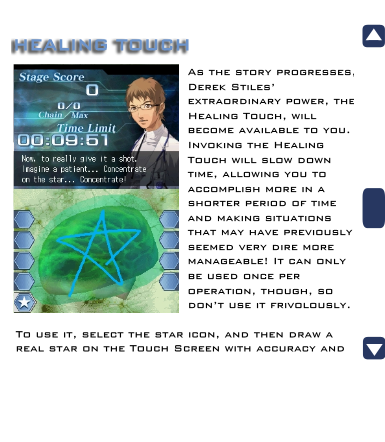 HEALING TOUCH
Stage Score
0
0/0
Chain / Max
Time Limit
00:09:51
Now, to really give it a shot.
Imagine a patient... Concentrate
on the star... Concentrate!
As the story progresses,
Derek Stiles'
extraordinary power, the
Healing Touch, will
become available to you.
Invoking the Healing
Touch will slow down
time, allowing you to
accomplish more in a
shorter period of time
and making situations
that may have previously
seemed very dire more
manageable! It can only
be used once per
operation, though, so
don't use it frivolously.
To use it, select the star icon, and then draw a
real star on the Touch Screen with accuracy and